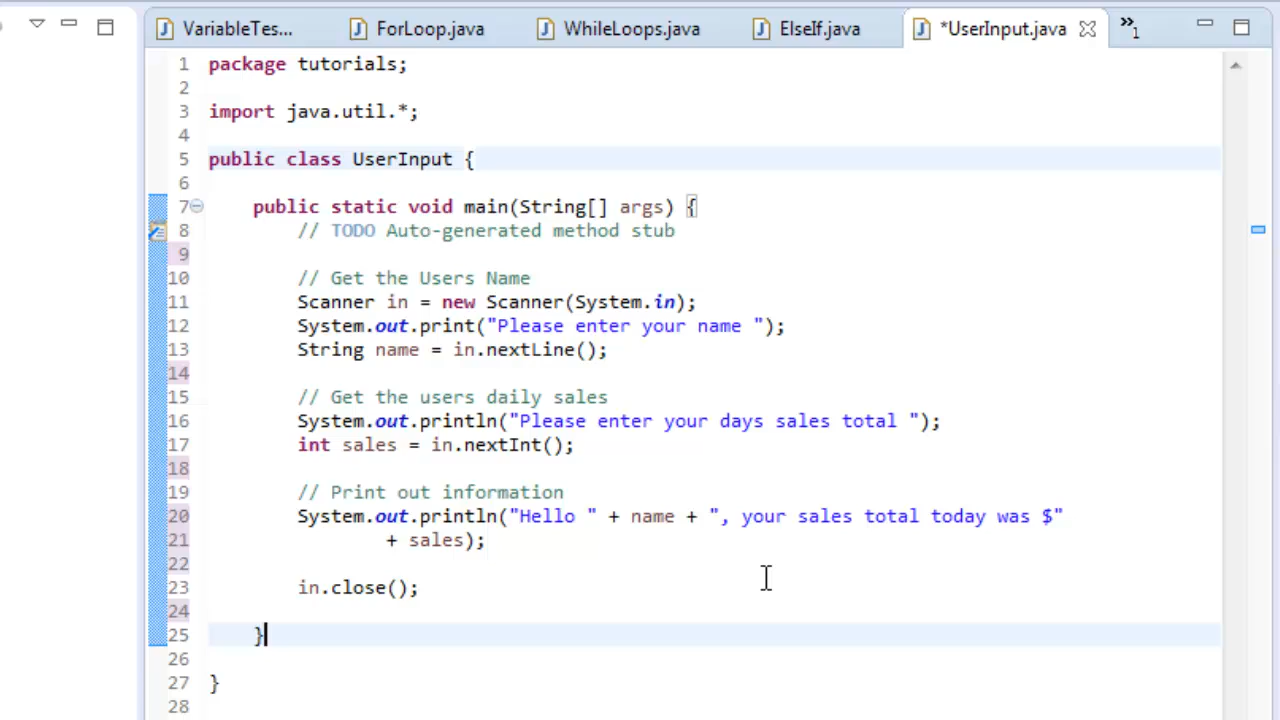 VariableTes... ForLoop.java WhileLoops.java ElseIf.java *UserInput.java »1
1 package tutorials;
2
3 import java.util.*;
4
5 public class UserInput {
6
7 public static void main(String[] args) {
8 // TODO Auto-generated method stub
9
10 // Get the Users Name
11 Scanner in = new Scanner(System.in);
12 System.out.print("Please enter your name ");
13 String name = in.nextLine();
14
15 // Get the users daily sales
16 System.out.println("Please enter your days sales total ");
17 int sales = in.nextInt();
18
19 // Print out information
20 System.out.println("Hello " + name + ", your sales total today was $"
21 + sales);
22
23 in.close();
24
25 }
26
27 }
28